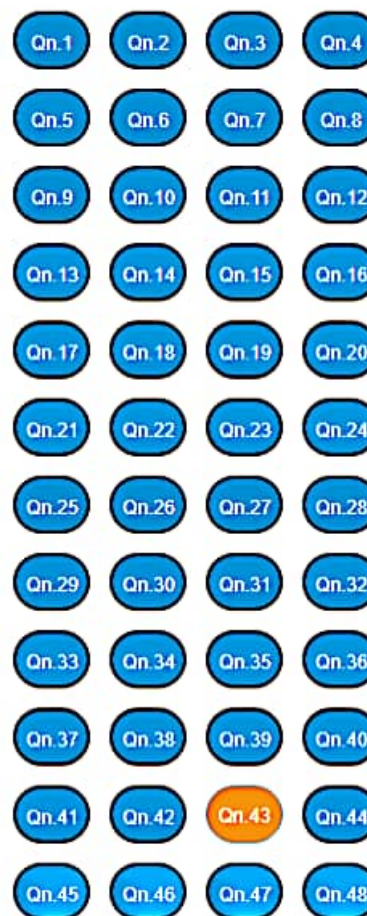 Qn.1 Qn.2 Qn.3 Qn.4
Qn.5 Qn.6 Qn.7 Qn.8
Qn.9 Qn.10 Qn.11 Qn.12
Qn.13 Qn.14 Qn.15 Qn.16
Qn.17 Qn.18 Qn.19 Qn.20
Qn.21 Qn.22 Qn.23 Qn.24
Qn.25 Qn.26 Qn.27 Qn.28
Qn.29 Qn.30 Qn.31 Qn.32
Qn.33 Qn.34 Qn.35 Qn.36
Qn.37 Qn.38 Qn.39 Qn.40
Qn.41 Qn.42 Qn.43 Qn.44
Qn.45 Qn.46 Qn.47 Qn.48